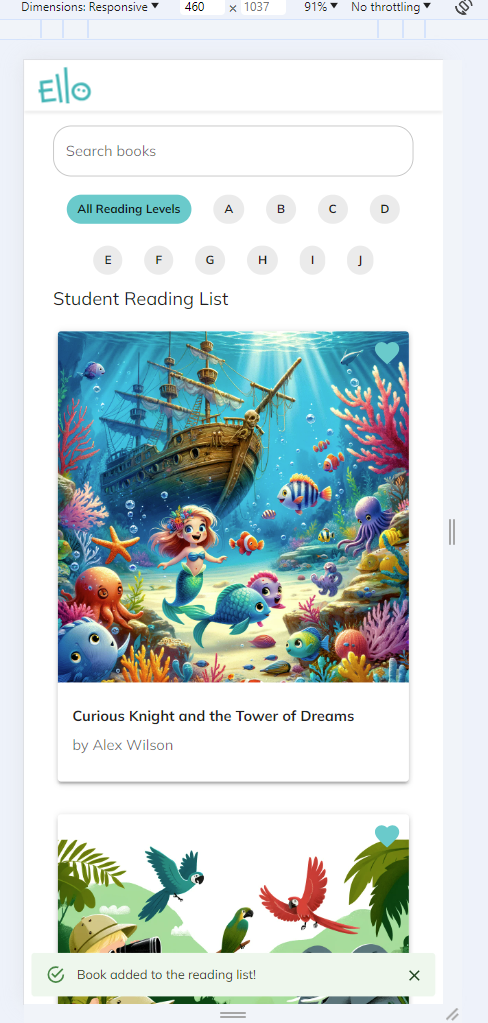 Dimensions: Responsive 460 × 1037 91% No throttling
Ello
Search books
All Reading Levels A B C D
E F G H I J
Student Reading List
Curious Knight and the Tower of Dreams
by Alex Wilson
Book added to the reading list!